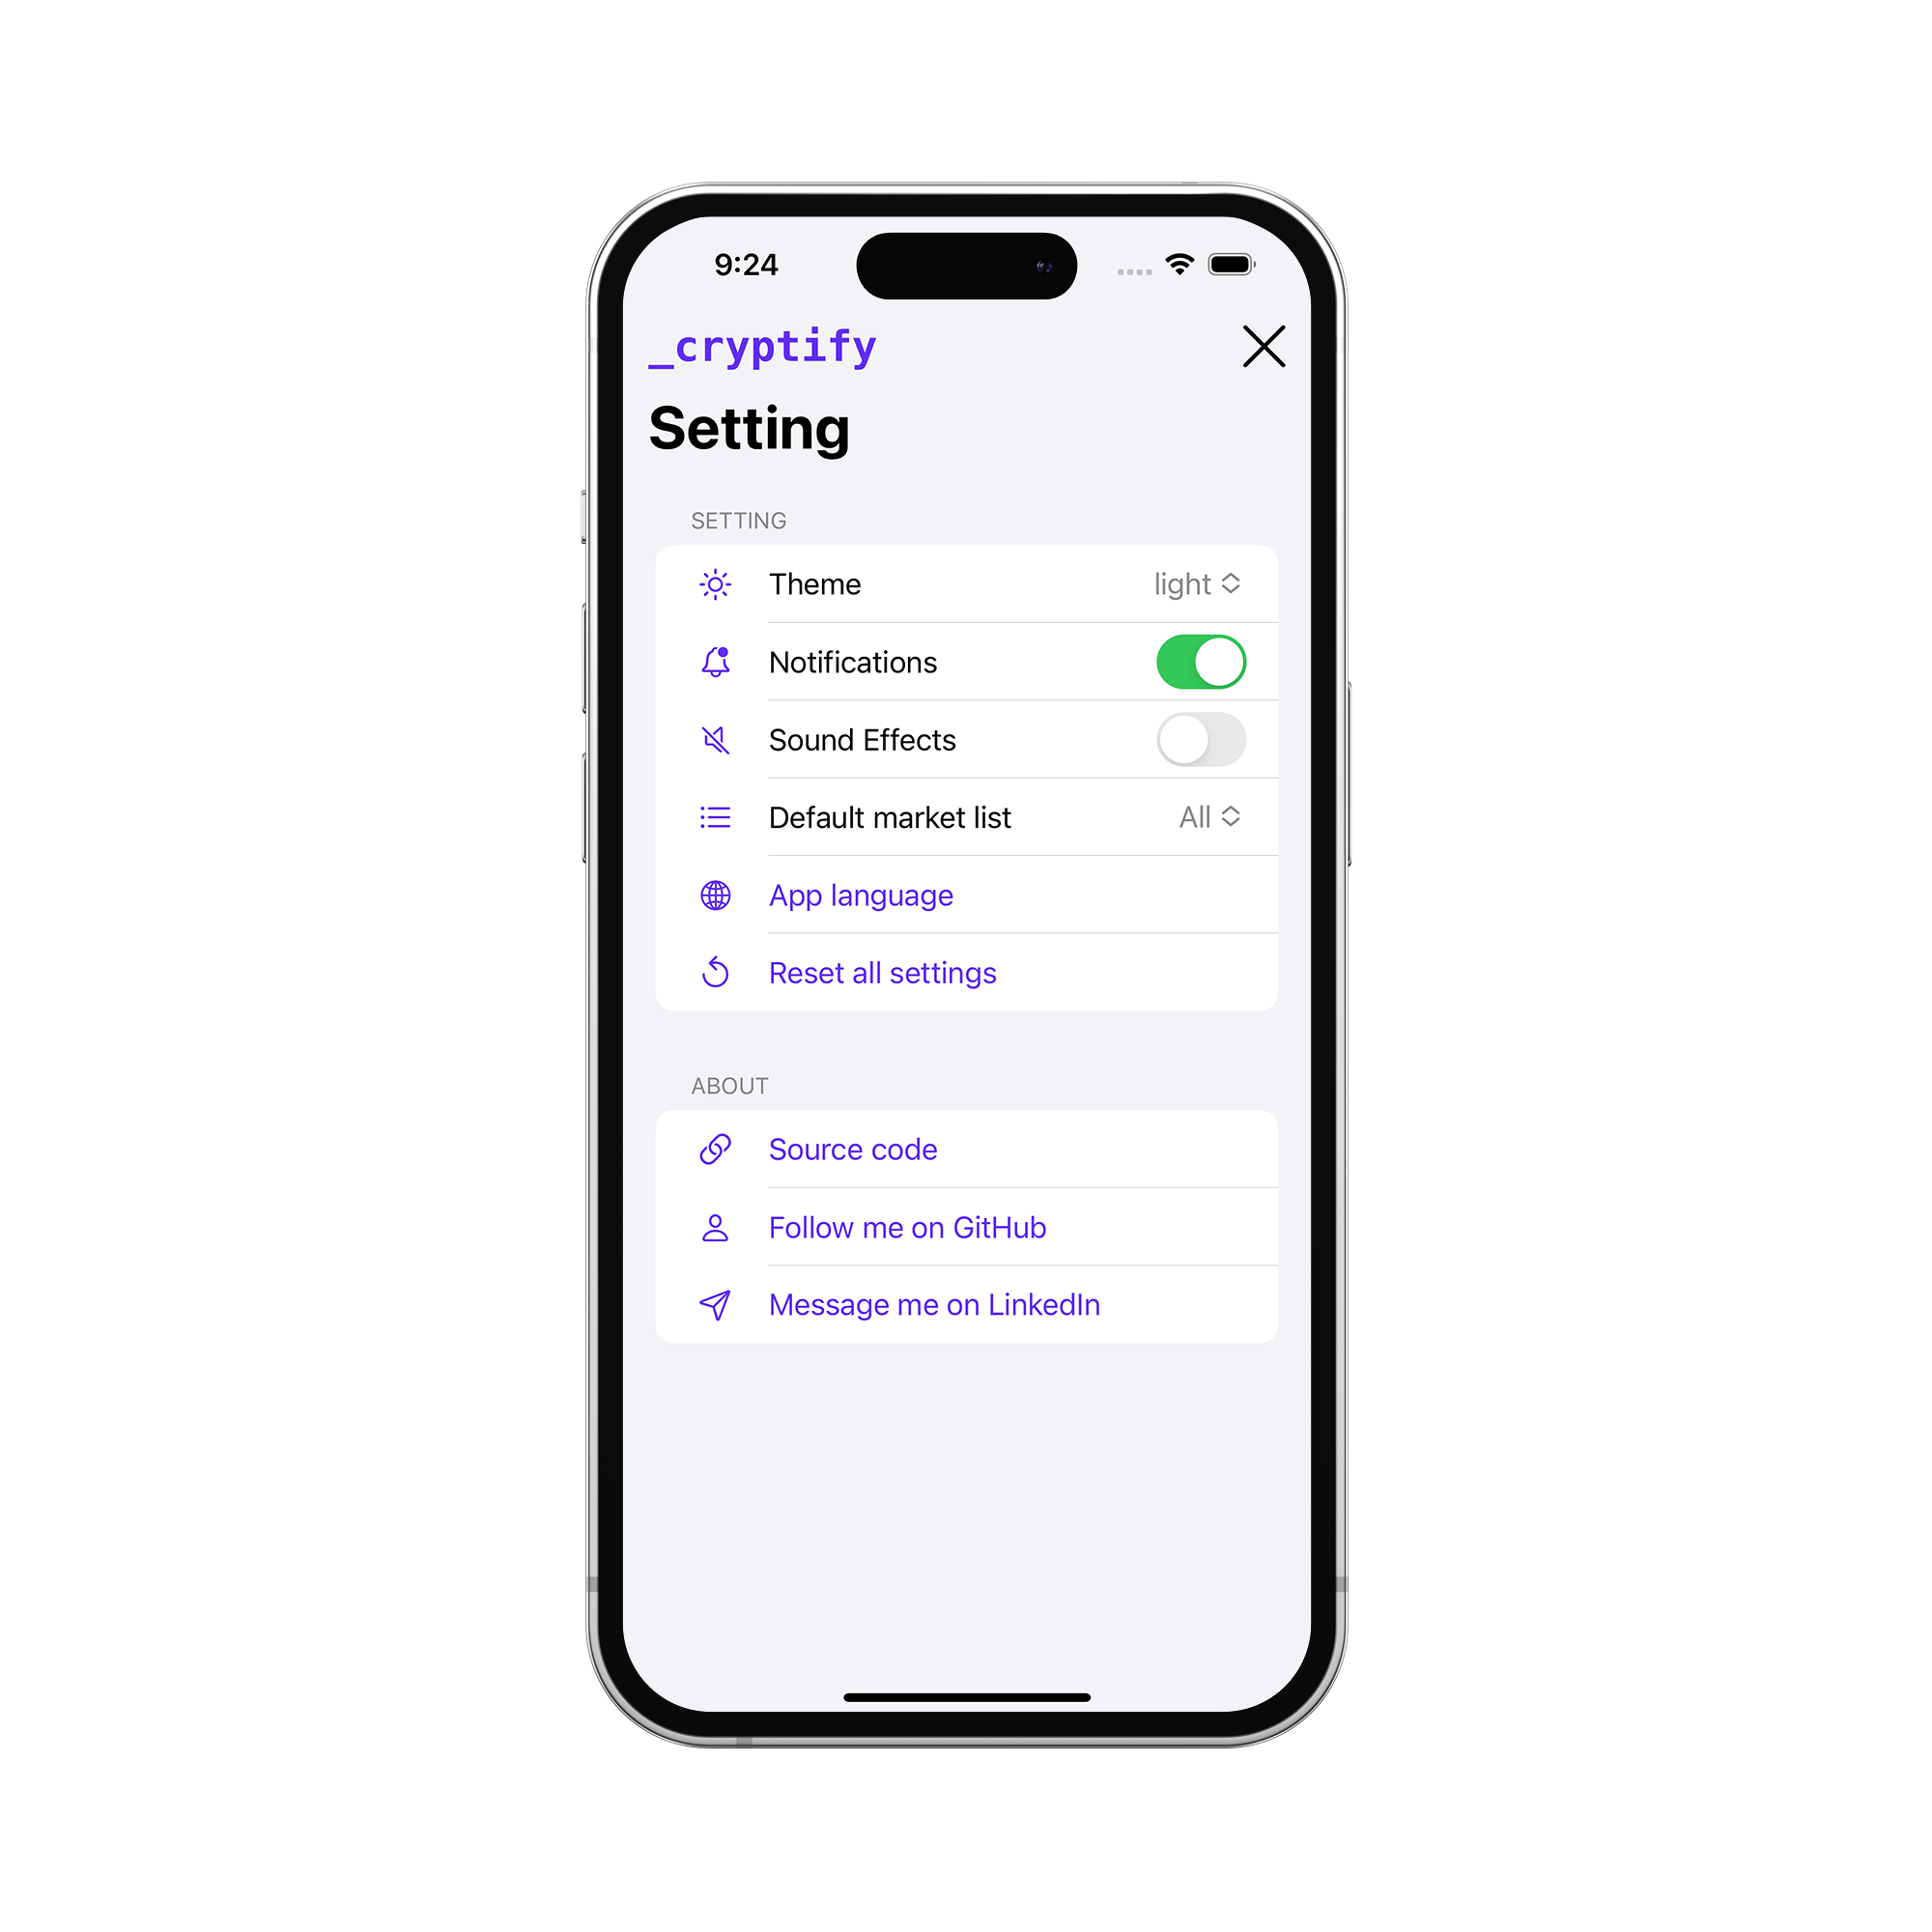 9:24
_cryptify
Setting
SETTING
Theme light
Notifications
Sound Effects
Default market list All
App language
Reset all settings
ABOUT
Source code
Follow me on GitHub
Message me on LinkedIn